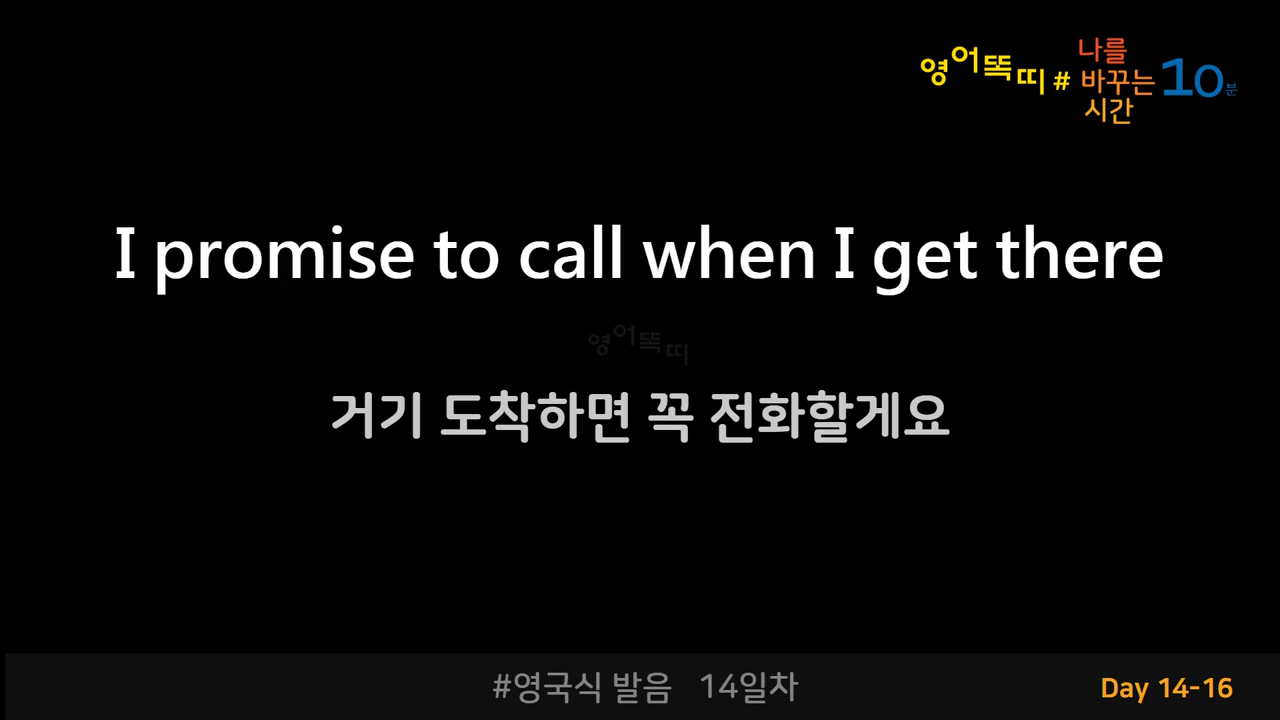 영어똑띠 # 나를 바꾸는 시간 10분
I promise to call when I get there
영어똑띠
거기 도착하면 꼭 전화할게요
#영국식 발음 14일차
Day 14-16